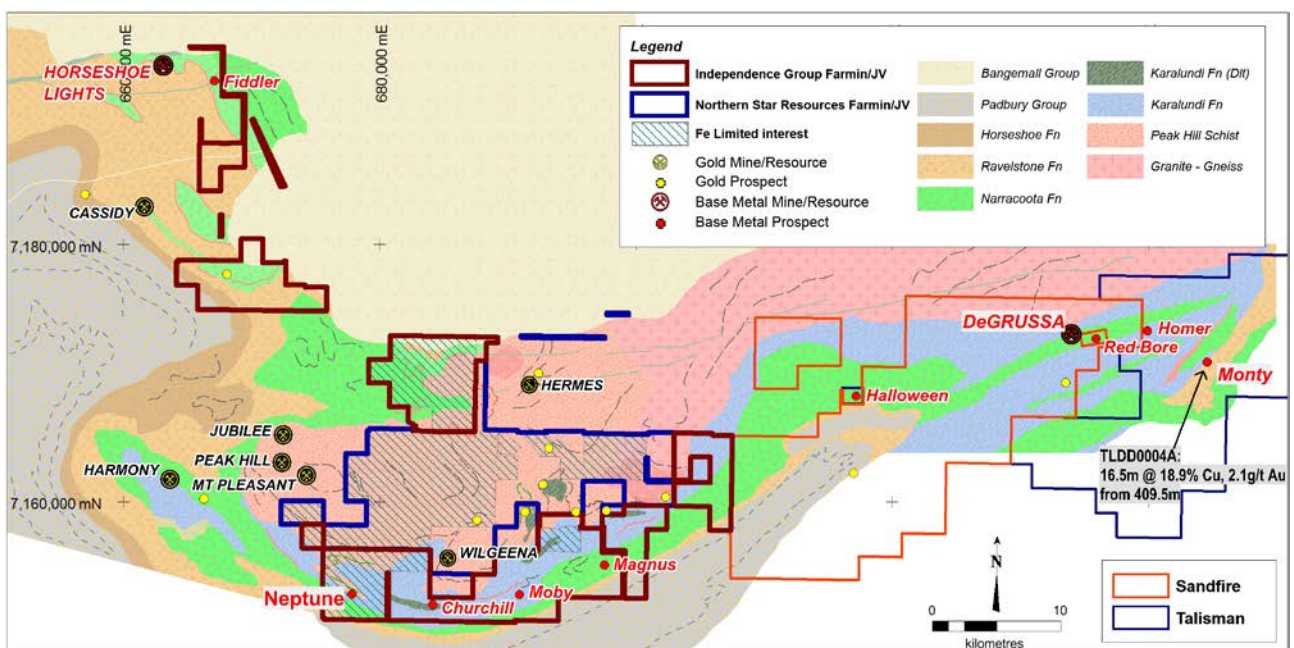 660,000 mE
680,000 mE
HORSESHOE
LIGHTS
Fiddler
CASSIDY
7,180,000 mN
Legend
Independence Group Farmin/JV
Northern Star Resources Farmin/JV
Fe Limited interest
Gold Mine/Resource
Gold Prospect
Base Metal Mine/Resource
Base Metal Prospect
Bangemall Group
Padbury Group
Horseshoe Fn
Ravelstone Fn
Narracoota Fn
Karalundi Fn (Dlt)
Karalundi Fn
Peak Hill Schist
Granite - Gneiss
DeGRUSSA
Homer
Red Bore
Monty
HERMES
Halloween
JUBILEE
PEAK HILL
HARMONY
MT PLEASANT
TLDD0004A:
16.5m @ 18.9% Cu, 2.1g/t Au
from 409.5m
7,160,000 mN
WILGEENA
Magnus
Neptune
Moby
Churchill
N
0 10
kilometres
Sandfire
Talisman